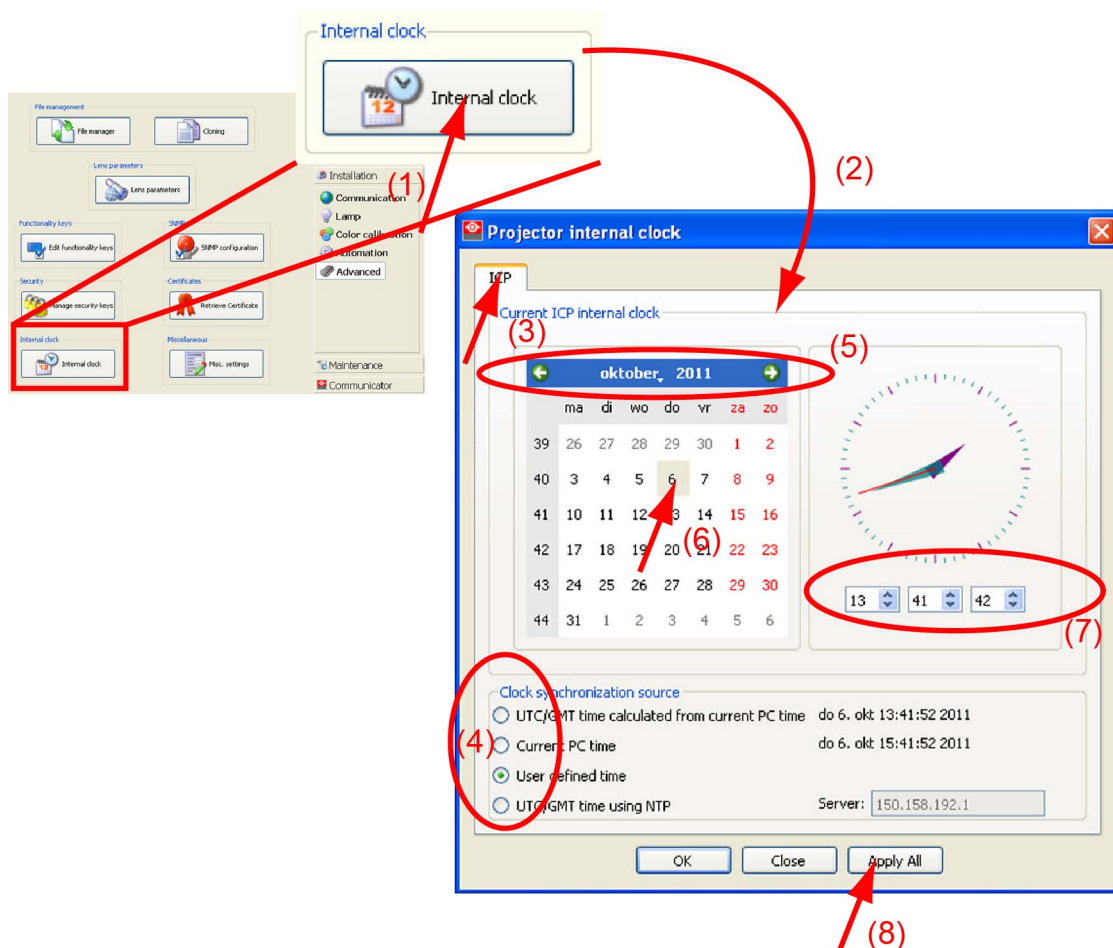 Internal clock
Internal clock
File management
File manager
Cloning
Lens parameters
Lens parameters
Functionality keys
SNMP
Edit functionality keys
SNMP configuration
Security
Certificates
Manage security keys
Retrieve Certificate
Internal clock
Miscellaneous
Internal clock
Misc. settings
Installation
(1)
Communication
Lamp
Color calibration
Automation
Advanced
Maintenance
Communicator
(2)
Projector internal clock
ICP
Current ICP internal clock
(3)
(5)
oktober, 2011
ma di wo do vr za zo
39 26 27 28 29 30 1 2
40 3 4 5 6 7 8 9
41 10 11 12 13 14 15 16
(6)
42 17 18 19 20 21 22 23
43 24 25 26 27 28 29 30
44 31 1 2 3 4 5 6
13 41 42
(7)
Clock synchronization source
UTC/GMT time calculated from current PC time do 6. okt 13:41:52 2011
(4)
Current PC time do 6. okt 15:41:52 2011
User defined time
UTC/GMT time using NTP Server: 150.158.192.1
OK Close Apply All
(8)